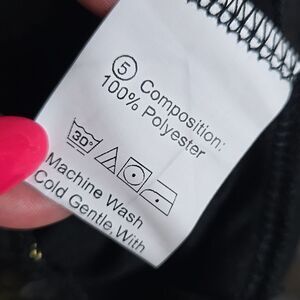 ⑤ Composition:
100% Polyester
30°
Machine Wash
Cold Gentle,With